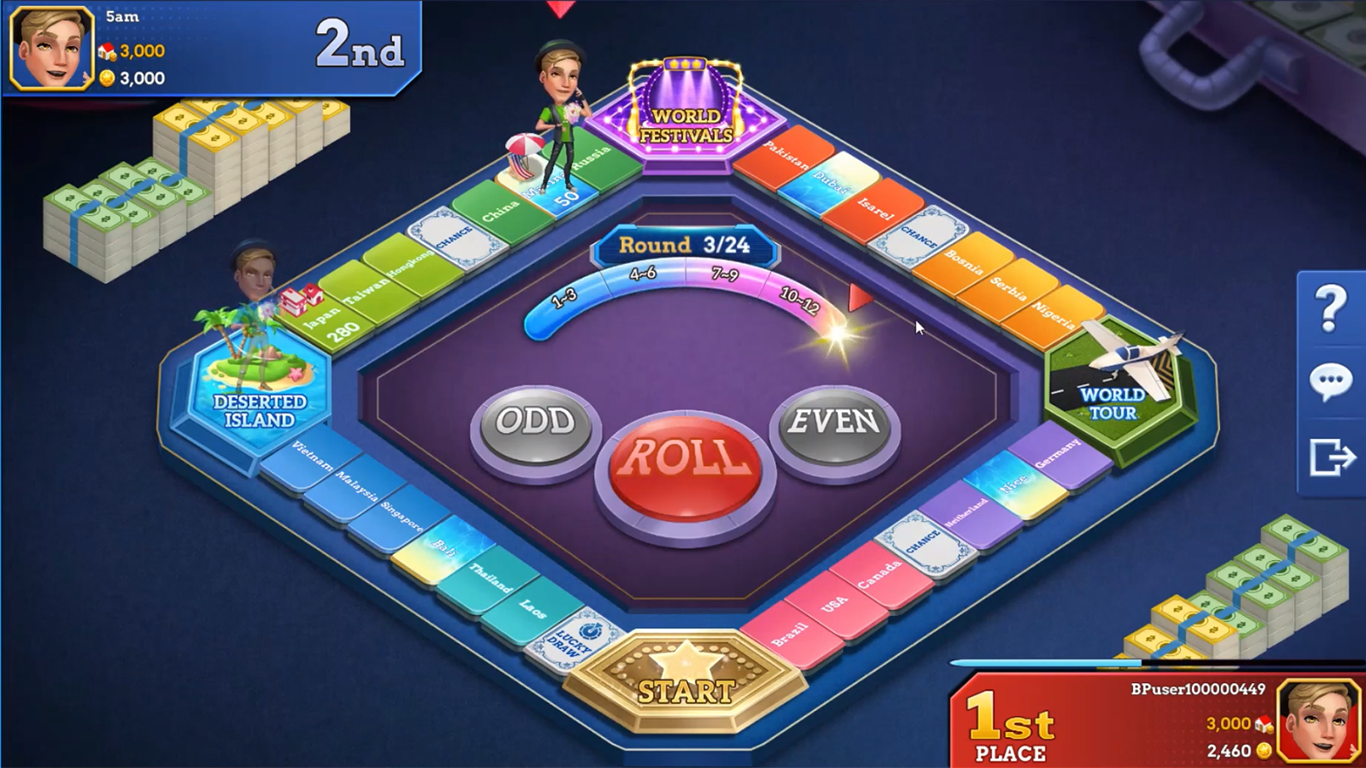 5am
3,000
3,000
2nd
WORLD
FESTIVALS
Russia
50
China
CHANCE
Hongkong
Taiwan
Japan
280
Pakistan
Dubai
Isarel
CHANCE
Bosnia
Serbia
Nigeria
Round 3/24
1~3
4~6
7~9
10~12
ODD
ROLL
EVEN
DESERTED
ISLAND
WORLD
TOUR
Vietnam
Malaysia
Singapore
Bali
Thailand
Laos
LUCKY
DRAW
START
Germany
Nice
Netherland
CHANCE
Canada
USA
Brazil
?
BPuser100000449
1st
PLACE
3,000
2,460